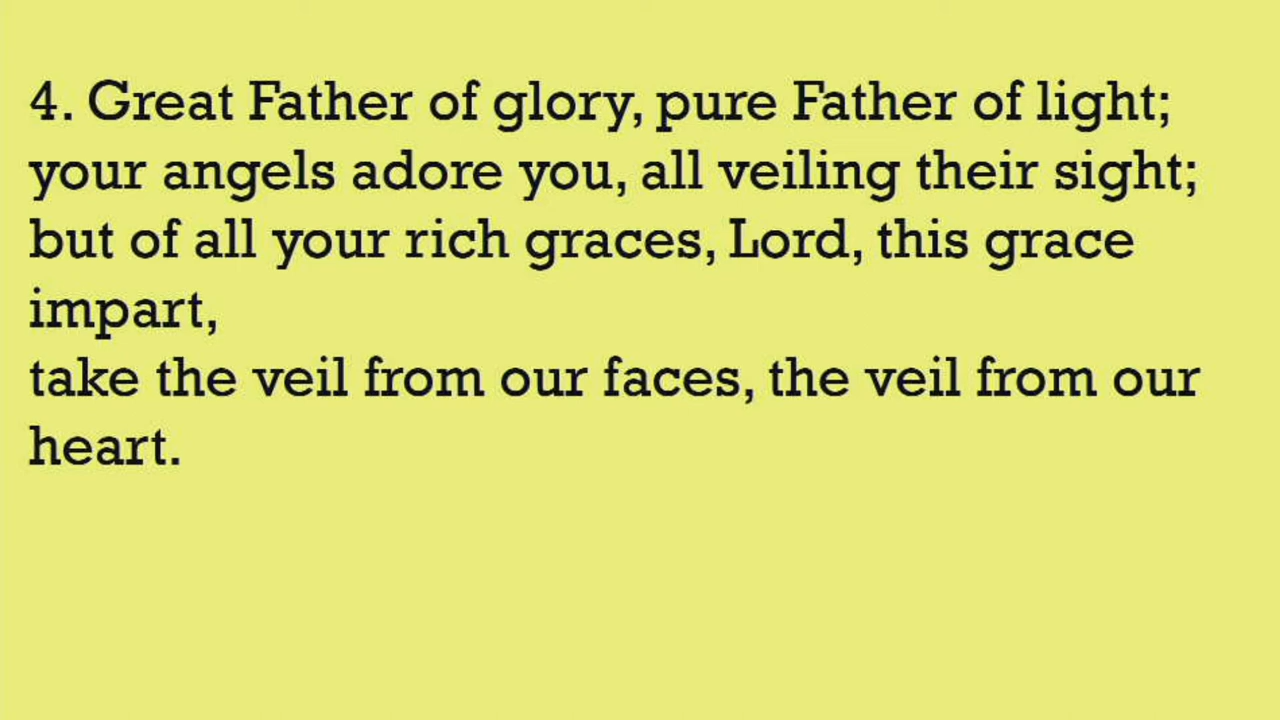 4. Great Father of glory, pure Father of light;
your angels adore you, all veiling their sight;
but of all your rich graces, Lord, this grace
impart,
take the veil from our faces, the veil from our
heart.